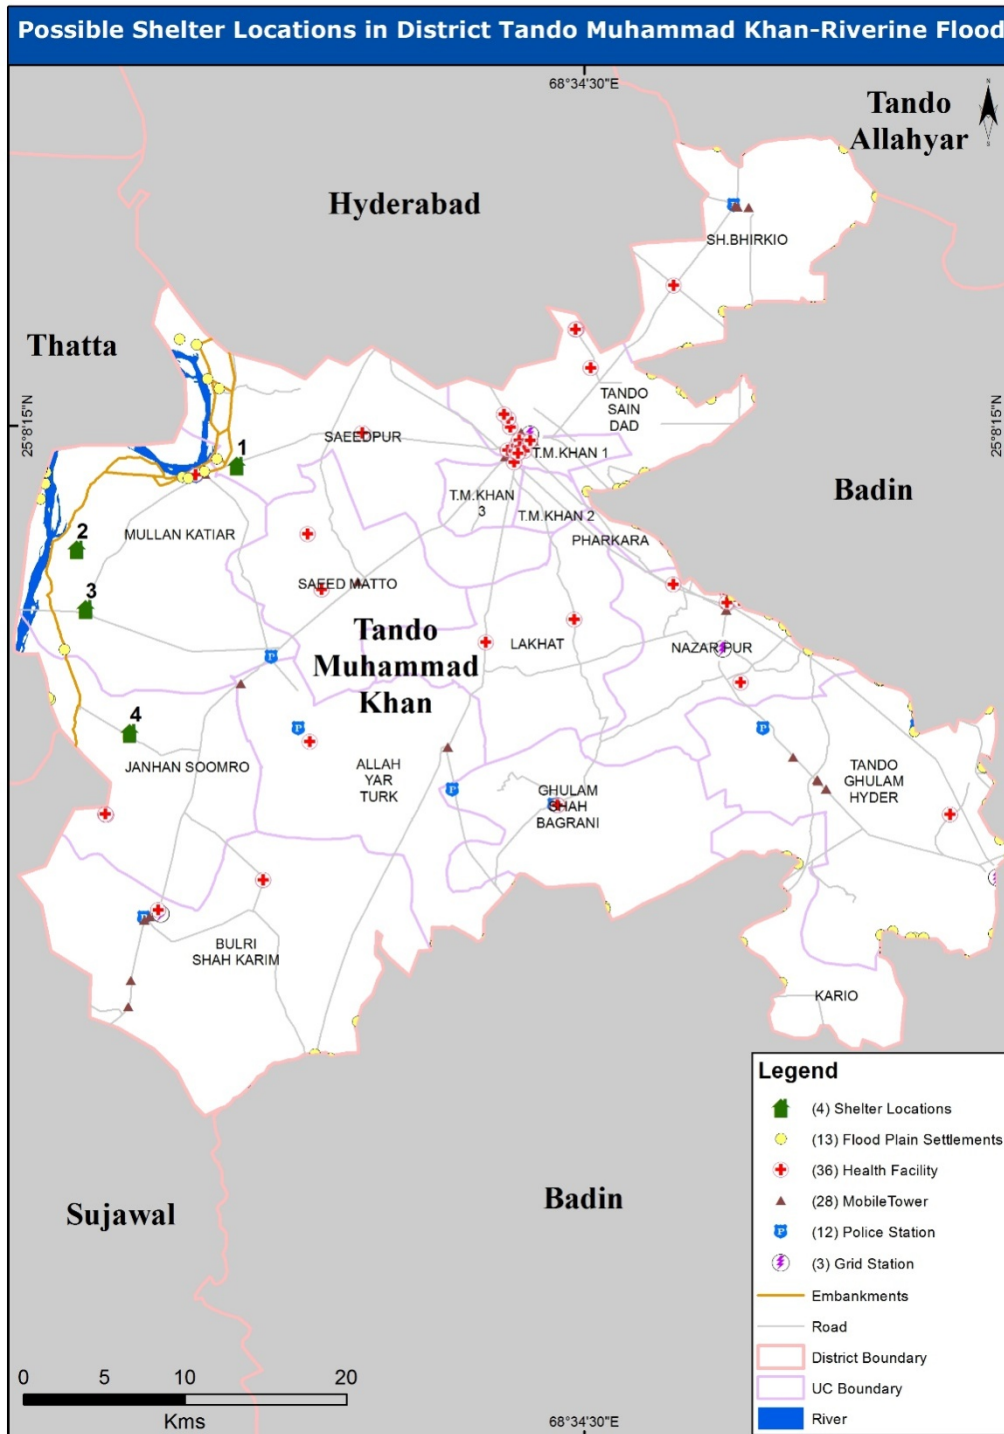 Possible Shelter Locations in District Tando Muhammad Khan-Riverine Flood
68°34'30"E
Tando
Allahyar
N
S
Hyderabad
SH.BHIRKIO
Thatta
25°8'15"N
25°8'15"N
TANDO
SAIN
DAD
SAEEDPUR
1
T.M.KHAN 1
Badin
T.M.KHAN
3
T.M.KHAN 2
MULLAN KATIAR
2
PHARKARA
3
SAEED MATTO
Tando
Muhammad
Khan
LAKHAT
NAZAR PUR
4
JANHAN SOOMRO
ALLAH
YAR
TURK
GHULAM
SHAH
BAGRANI
TANDO
GHULAM
HYDER
BULRI
SHAH KARIM
KARIO
Sujawal
Badin
Legend
(4) Shelter Locations
(13) Flood Plain Settlements
(36) Health Facility
(28) MobileTower
P
(12) Police Station
(3) Grid Station
Embankments
Road
District Boundary
UC Boundary
River
0 5 10 20
Kms
68°34'30"E